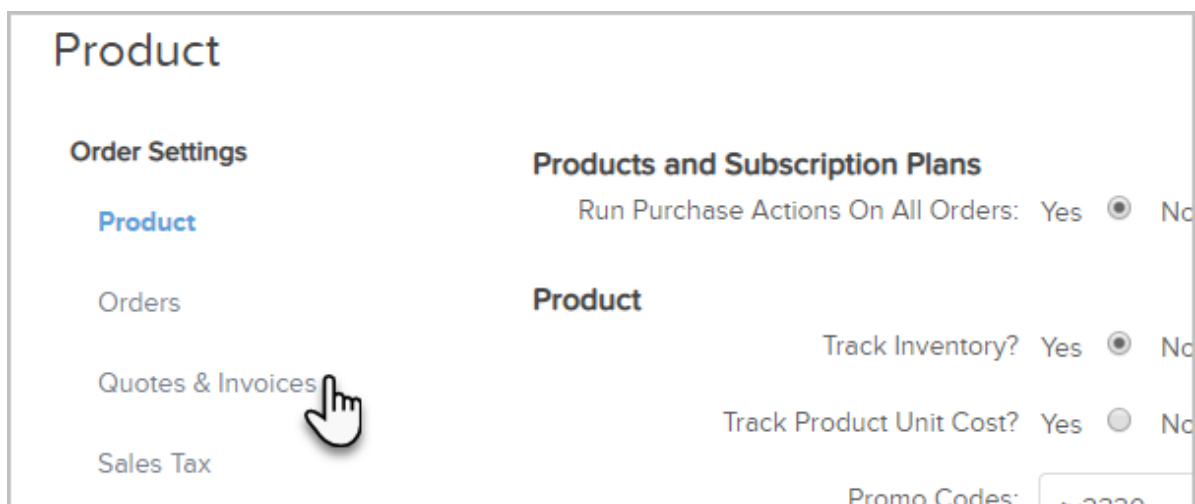 Product
Order Settings
Product
Orders
Quotes & Invoices
Sales Tax
Products and Subscription Plans
Run Purchase Actions On All Orders: Yes
Product
Track Inventory? Yes
Track Product Unit Cost? Yes
Promo Codes: